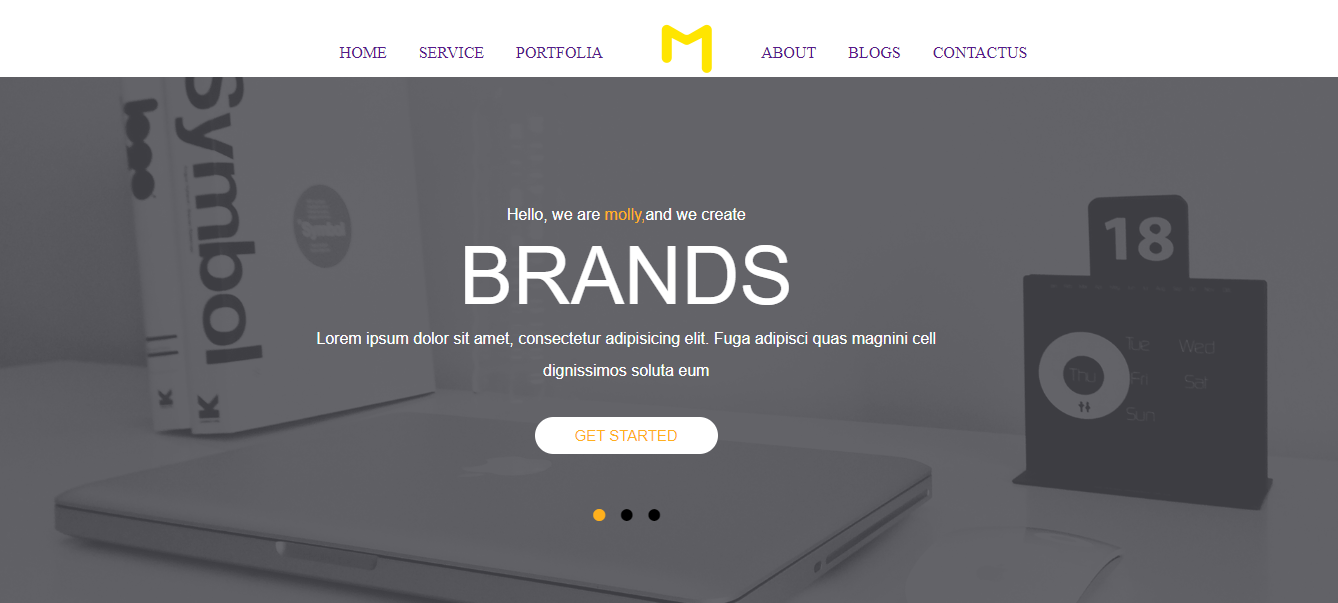 HOME SERVICE PORTFOLIA M ABOUT BLOGS CONTACTUS
Symbol
Symbol
K K
18
Tue Wed
Thu Fri Sat
Sun
Hello, we are molly,and we create
BRANDS
Lorem ipsum dolor sit amet, consectetur adipisicing elit. Fuga adipisci quas magnini cell
dignissimos soluta eum
GET STARTED